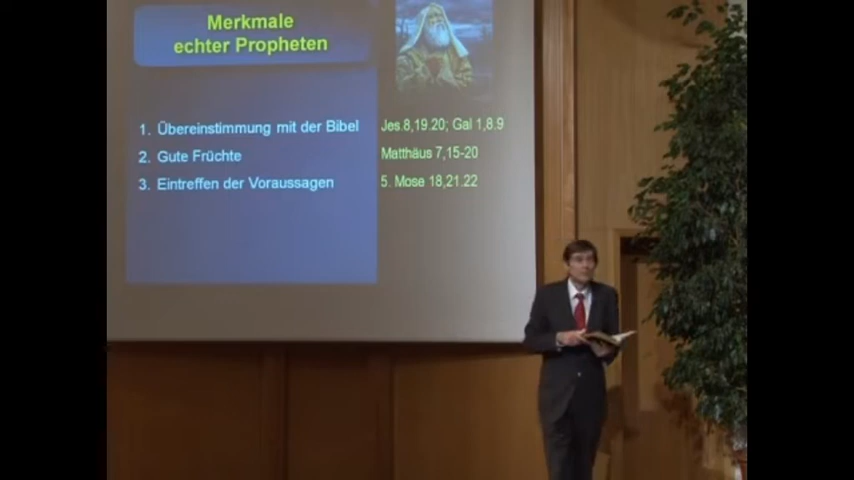 Merkmale
echter Propheten
1. Übereinstimmung mit der Bibel Jes.8,19.20; Gal 1,8.9
2. Gute Früchte Matthäus 7,15-20
3. Eintreffen der Voraussagen 5. Mose 18,21.22